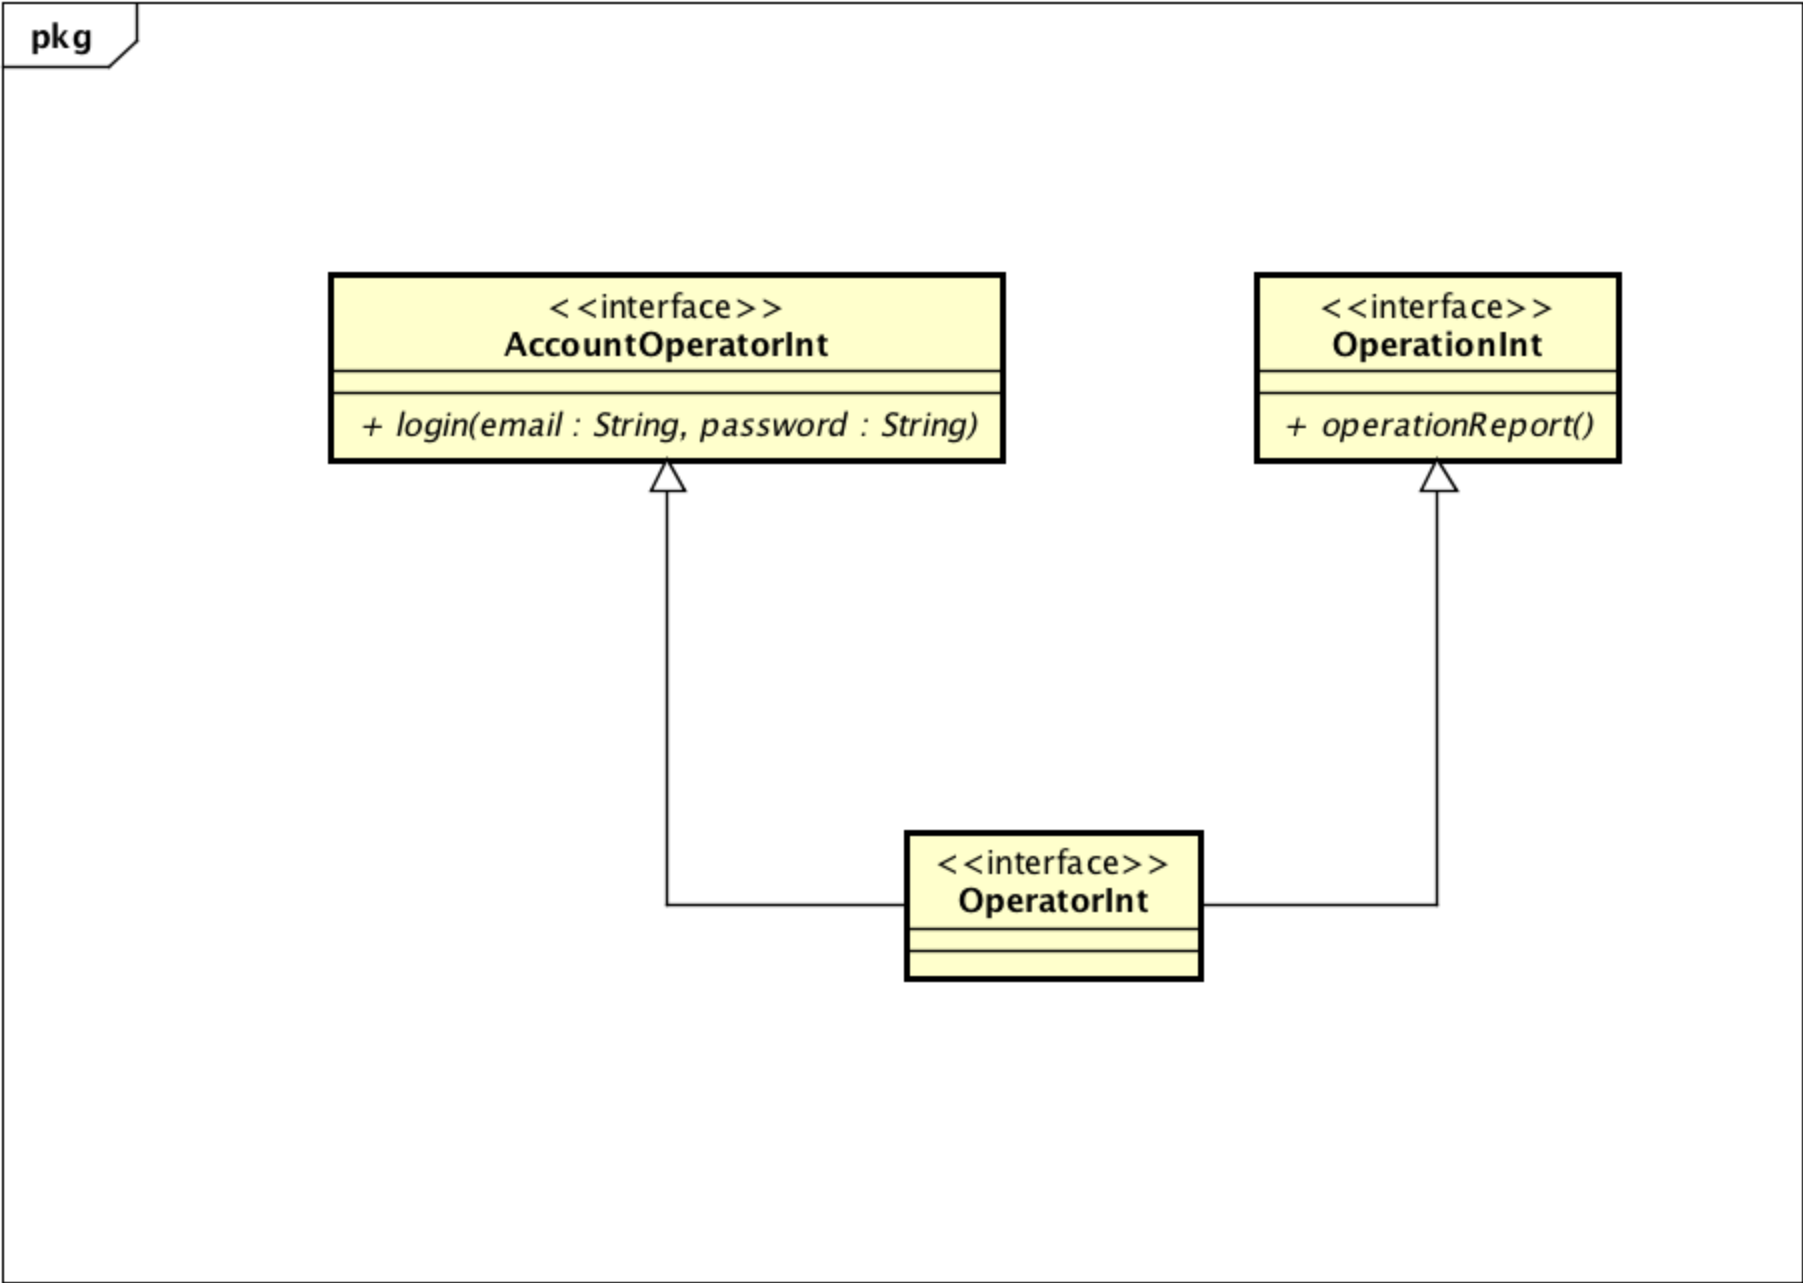 pkg
<<interface>>
AccountOperatorInt
+ login(email : String, password : String)
<<interface>>
OperationInt
+ operationReport()
<<interface>>
OperatorInt